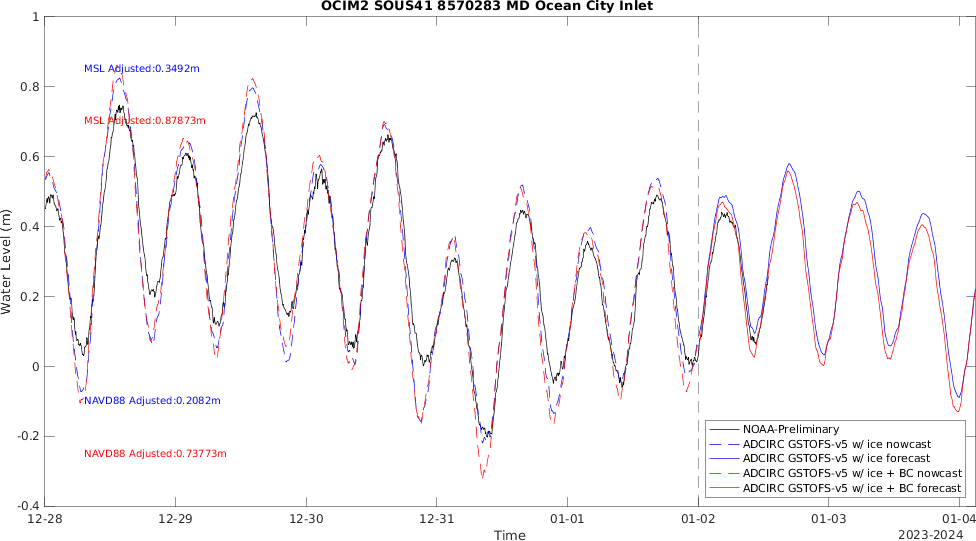 OCIM2 SOUS41 8570283 MD Ocean City Inlet
1
0.8
0.6
0.4
0.2
0
-0.2
-0.4
Water Level (m)
MSL Adjusted:0.3492m
MSL Adjusted:0.87873m
NAVD88 Adjusted:0.2082m
NAVD88 Adjusted:0.73773m
NOAA-Preliminary
ADCIRC GSTOFS-v5 w/ ice nowcast
ADCIRC GSTOFS-v5 w/ ice forecast
ADCIRC GSTOFS-v5 w/ ice + BC nowcast
ADCIRC GSTOFS-v5 w/ ice + BC forecast
12-28 12-29 12-30 12-31 01-01 01-02 01-03 01-04
Time
2023-2024